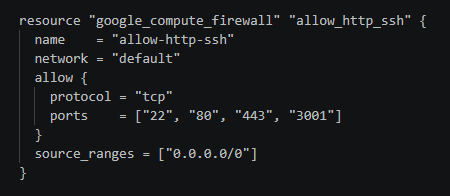 resource "google_compute_firewall" "allow_http_ssh" {
  name    = "allow-http-ssh"
  network = "default"
  allow {
    protocol = "tcp"
    ports    = ["22", "80", "443", "3001"]
  }
  source_ranges = ["0.0.0.0/0"]
}